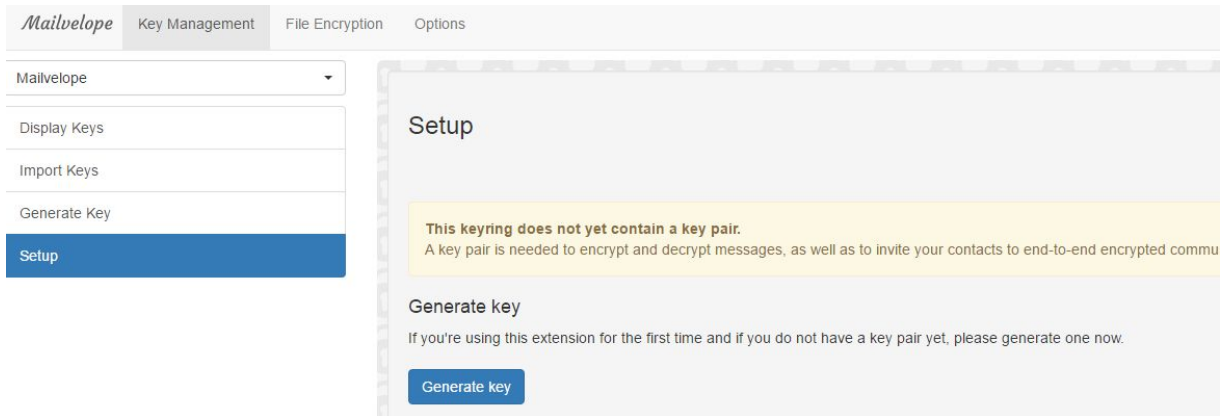 Mailvelope Key Management File Encryption Options
Mailvelope
Display Keys
Import Keys
Generate Key
Setup
Setup
This keyring does not yet contain a key pair.
A key pair is needed to encrypt and decrypt messages, as well as to invite your contacts to end-to-end encrypted commu
Generate key
If you're using this extension for the first time and if you do not have a key pair yet, please generate one now.
Generate key